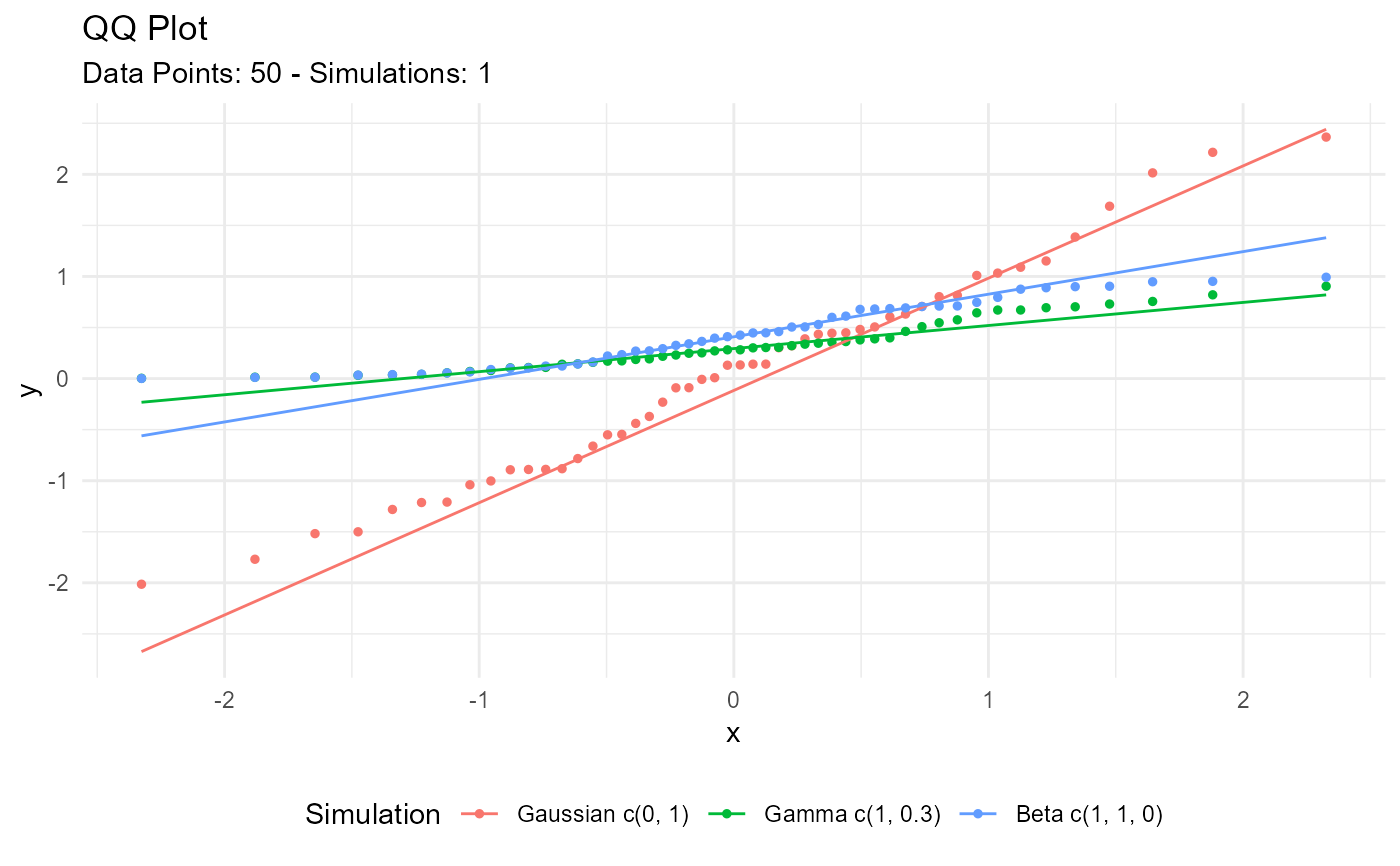 QQ Plot
Data Points: 50 - Simulations: 1
2
1
0
-1
-2
y
-2 -1 0 1 2
x
Simulation Gaussian c(0, 1) Gamma c(1, 0.3) Beta c(1, 1, 0)